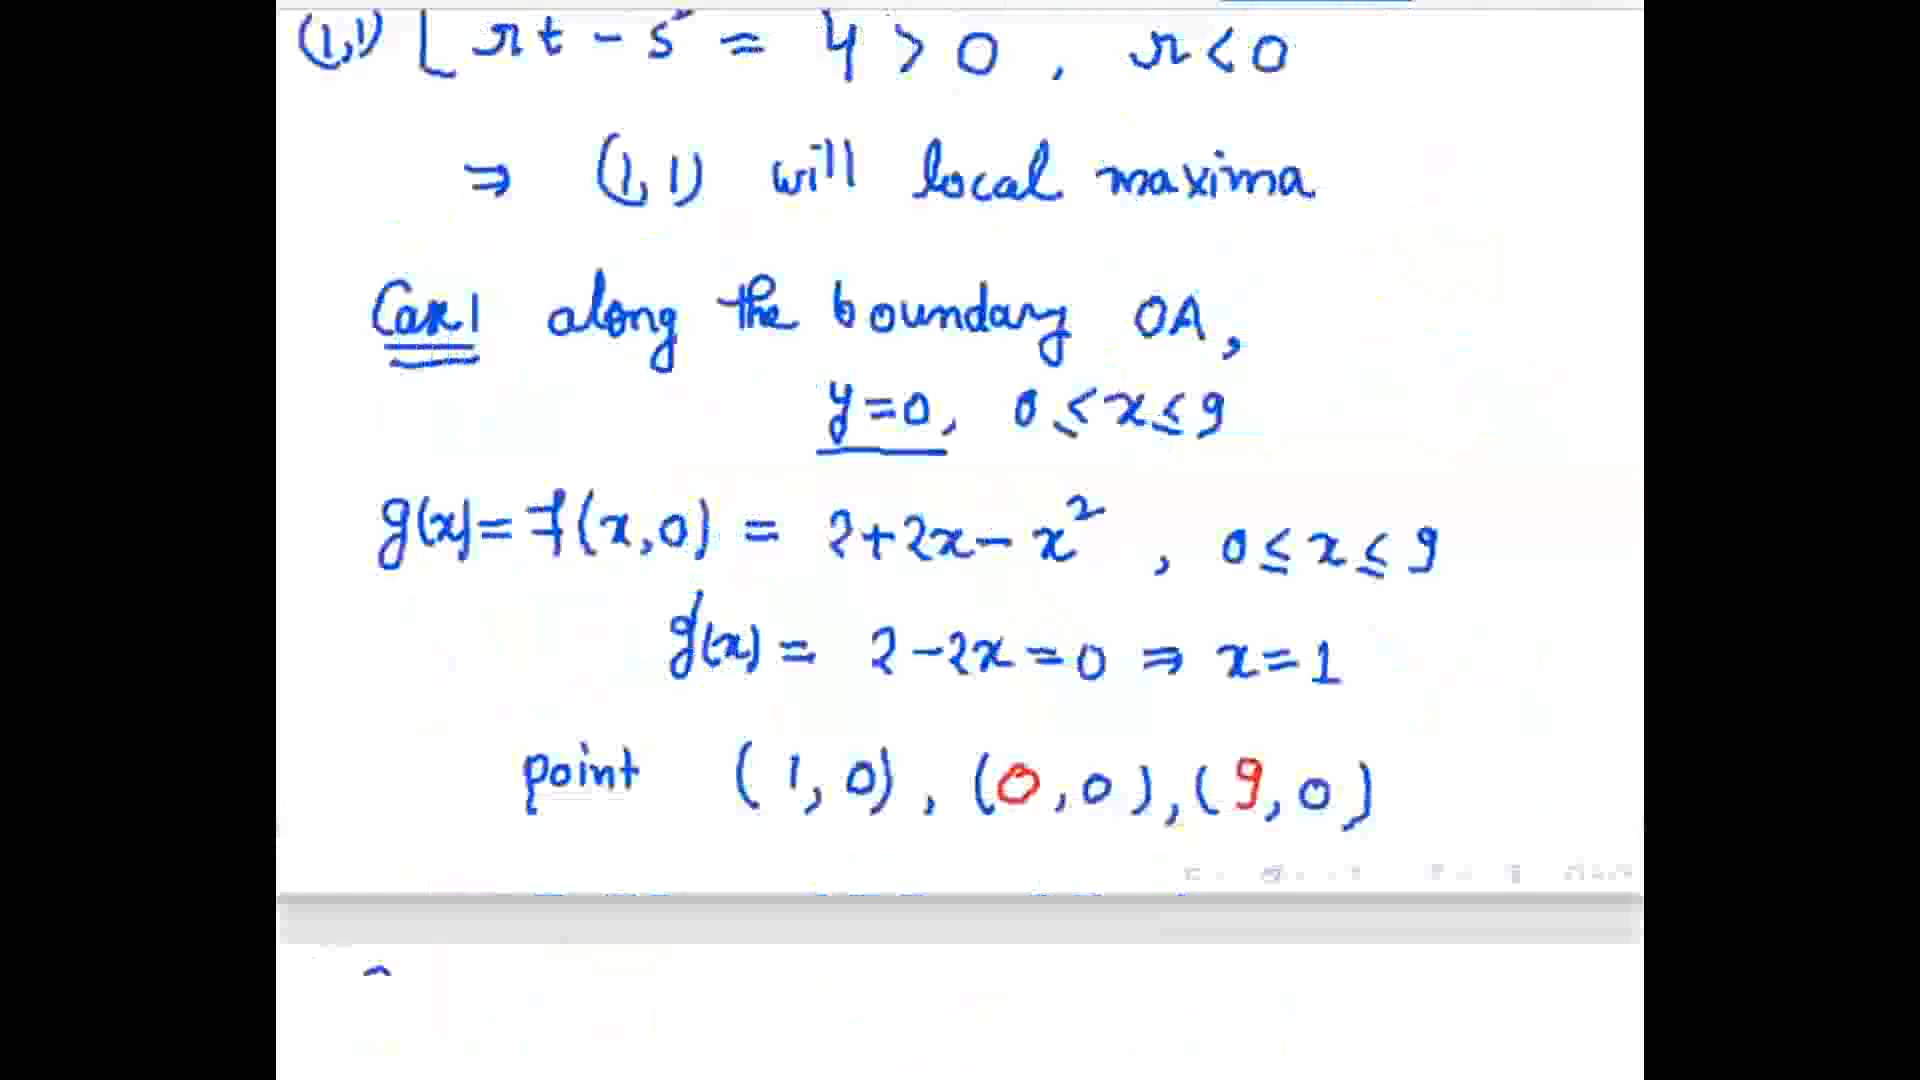 (1,1) [ rt - s² = 4 > 0 , r < 0
⇒ (1,1) will local maxima
Case 1 along the boundary OA,
y=0, 0 ≤ x ≤ 9
g(x) = f(x,0) = 2+2x-x² , 0 ≤ x ≤ 9
g'(x) = 2-2x=0 ⇒ x=1
point (1,0), (0,0), (9,0)